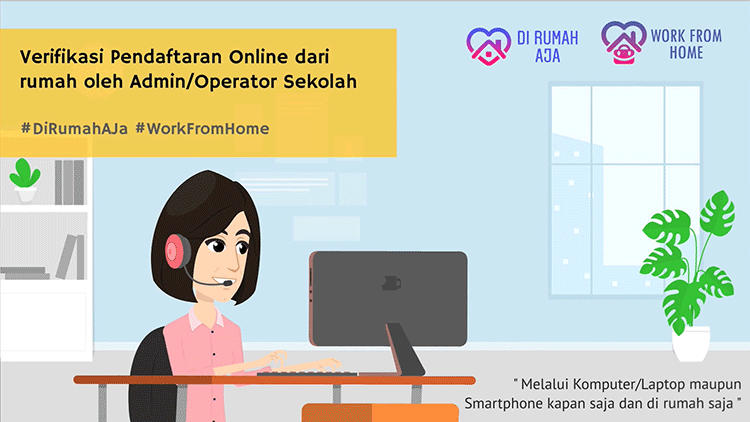 Verifikasi Pendaftaran Online dari
rumah oleh Admin/Operator Sekolah
#DiRumahAJa #WorkFromHome
DI RUMAH
AJA
WORK FROM
HOME
" Melalui Komputer/Laptop maupun
Smartphone kapan saja dan di rumah saja "